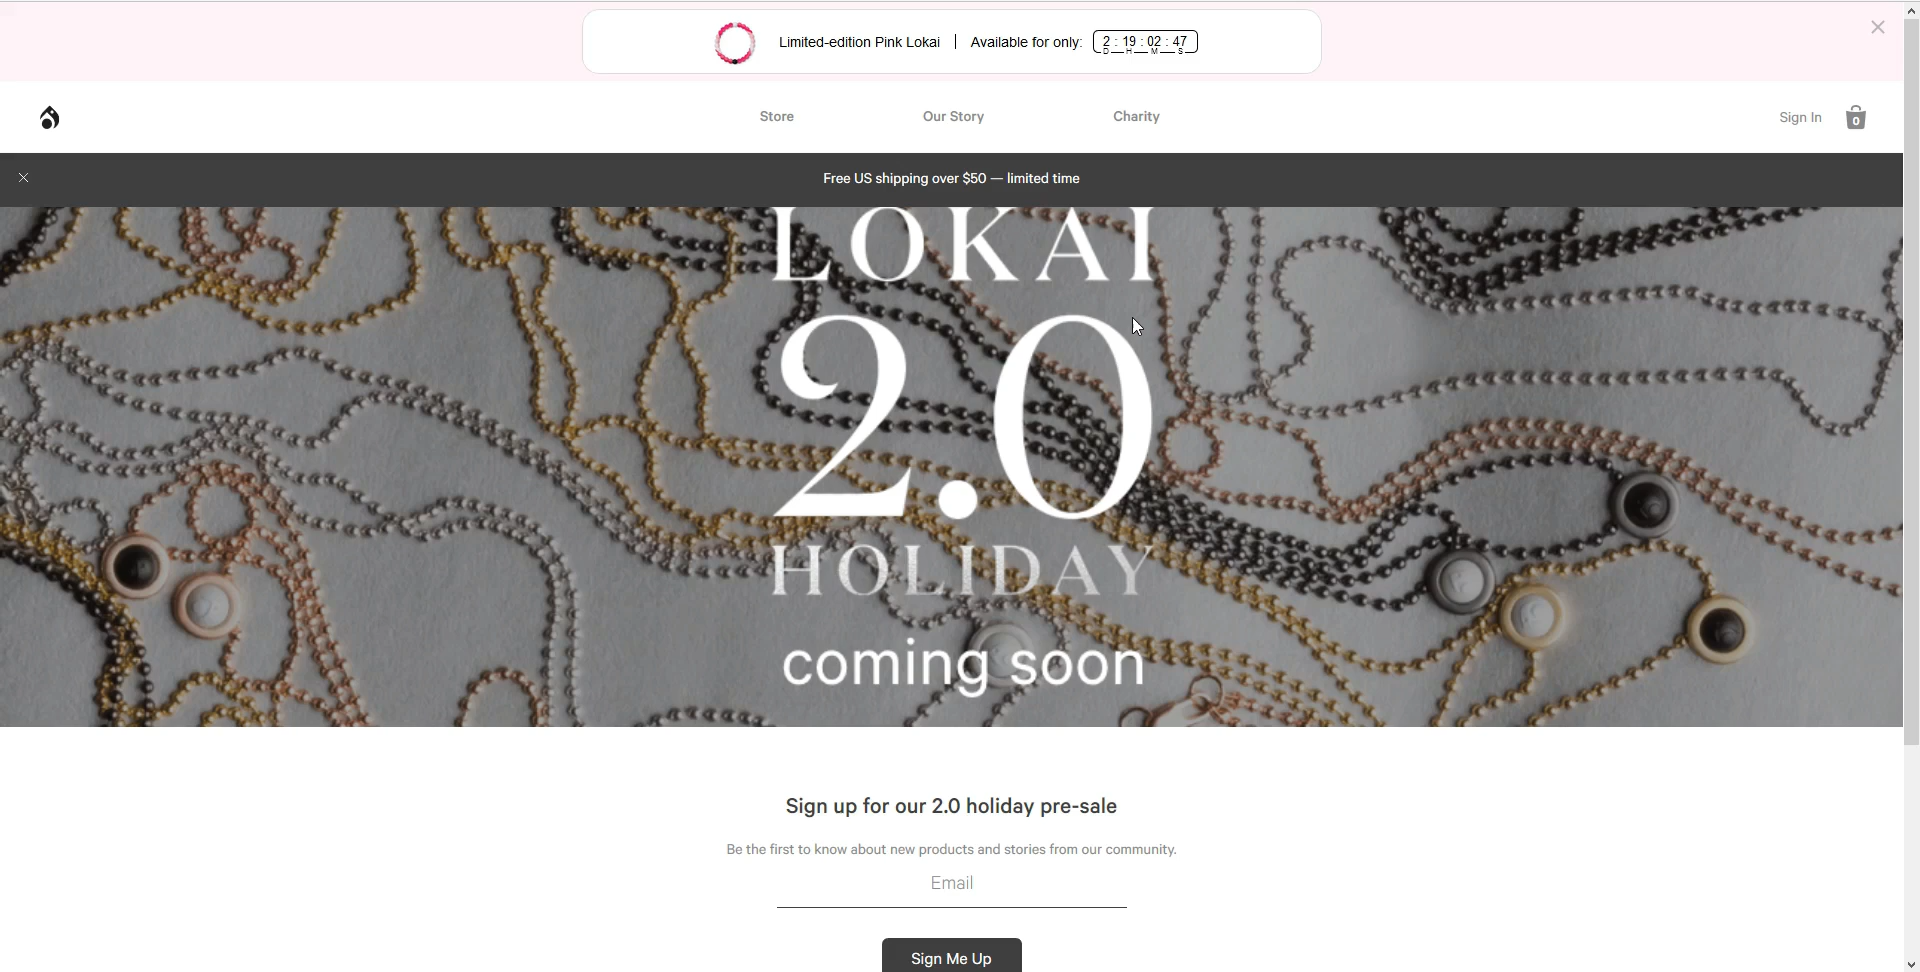 Limited-edition Pink Lokai | Available for only: 2 : 19 : 02 : 47
D H M S
Store Our Story Charity Sign In 0
Free US shipping over $50 — limited time
LOKAI
2.0
HOLIDAY
coming soon
Sign up for our 2.0 holiday pre-sale
Be the first to know about new products and stories from our community.
Email
Sign Me Up